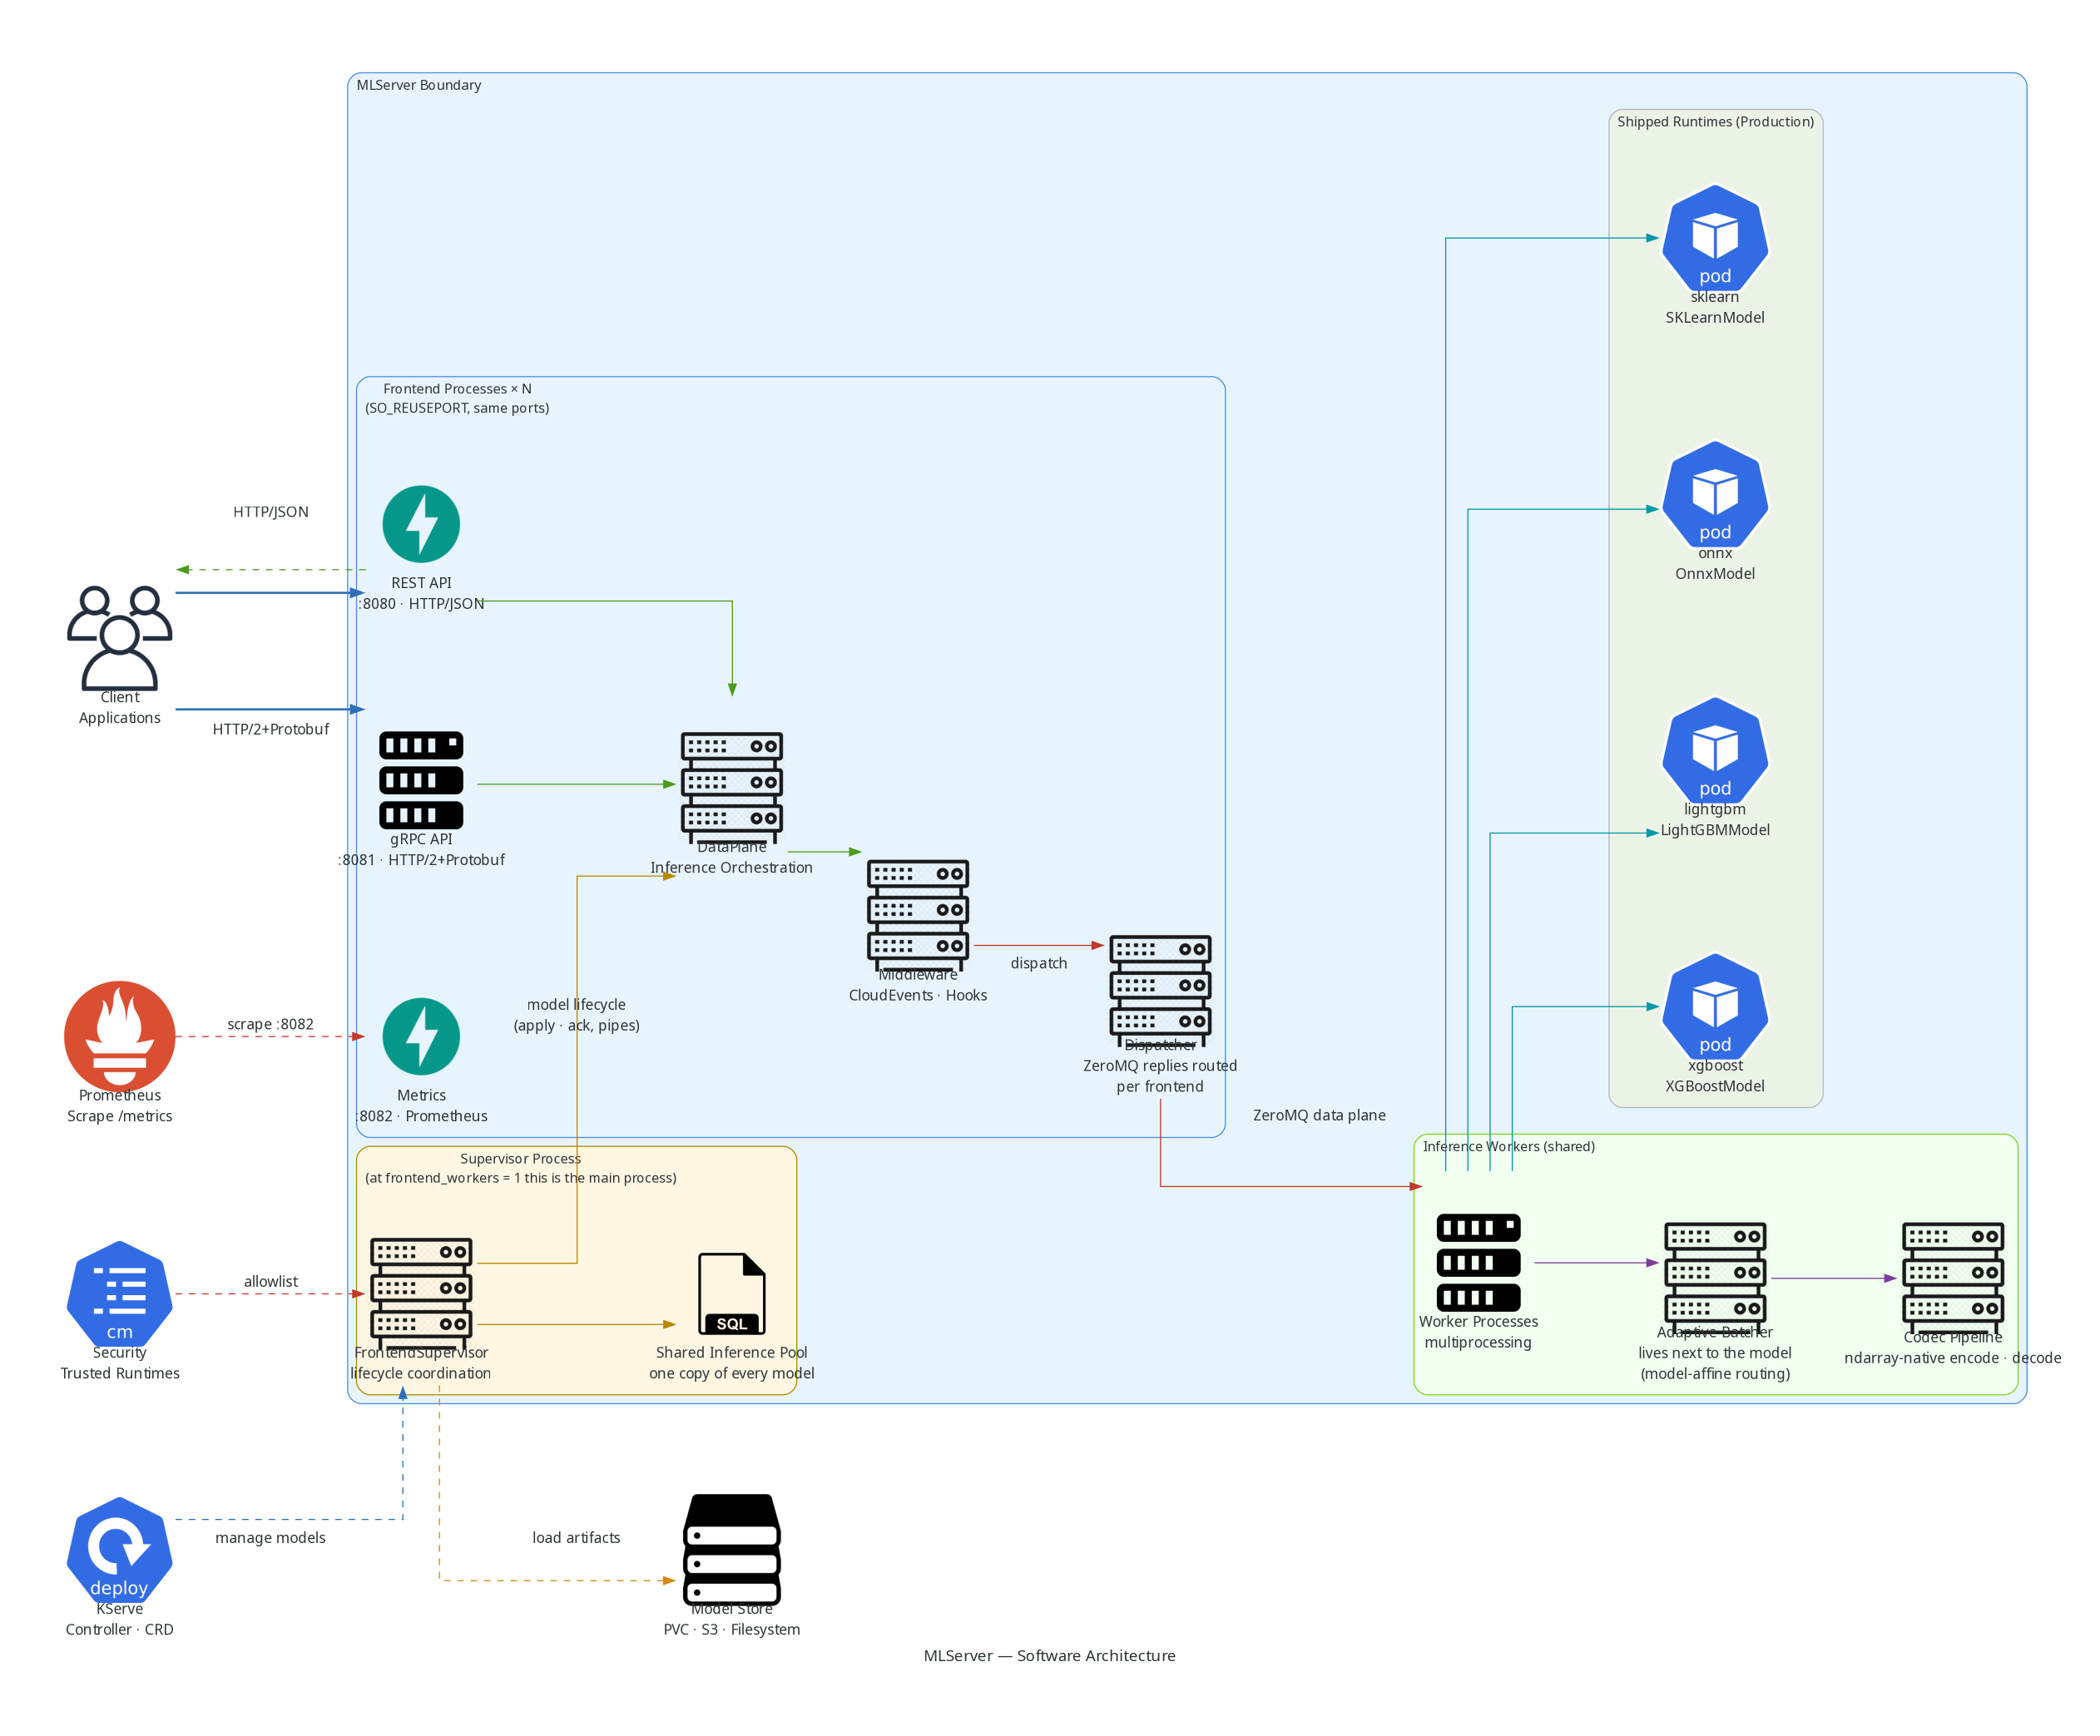 MLServer Boundary
Shipped Runtimes (Production)
pod
sklearn
SKLearnModel
Frontend Processes × N
(SO_REUSEPORT, same ports)
HTTP/JSON
pod
onnx
OnnxModel
REST API
:8080 · HTTP/JSON
Client
Applications
HTTP/2+Protobuf
gRPC API
:8081 · HTTP/2+Protobuf
DataPlane
Inference Orchestration
pod
lightgbm
LightGBMModel
Middleware
CloudEvents · Hooks
dispatch
model lifecycle
(apply · ack, pipes)
Dispatcher
ZeroMQ replies routed
per frontend
pod
xgboost
XGBoostModel
scrape :8082
Prometheus
Scrape /metrics
Metrics
:8082 · Prometheus
ZeroMQ data plane
Supervisor Process
(at frontend_workers = 1 this is the main process)
Inference Workers (shared)
allowlist
cm
Security
Trusted Runtimes
FrontendSupervisor
lifecycle coordination
SQL
Shared Inference Pool
one copy of every model
Worker Processes
multiprocessing
Adaptive Batcher
lives next to the model
(model-affine routing)
Codec Pipeline
ndarray-native encode · decode
manage models
load artifacts
deploy
KServe
Controller · CRD
Model Store
PVC · S3 · Filesystem
MLServer — Software Architecture